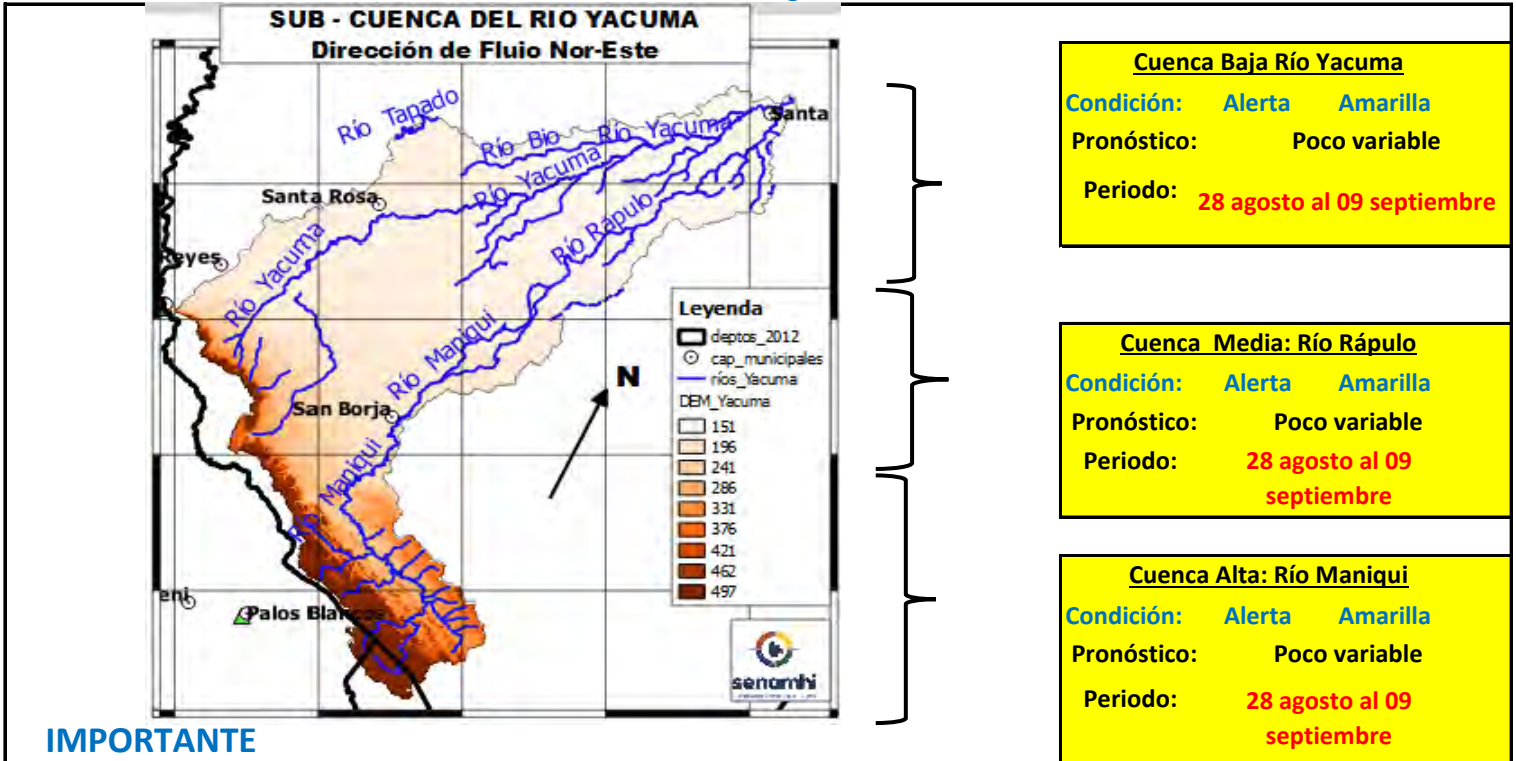 SUB - CUENCA DEL RIO YACUMA
Dirección de Flujo Nor-Este
Río Tapado
Santa
Río Bio
Río Yacuma
Río Yacuma
Santa Rosa
Río Rápulo
Reyes
Río Yacuma
Río Maniqui
San Borja
Río Maniqui
eni
Palos Blancos
N
Leyenda
deptos_2012
cap_municipales
ríos_Yacuma
DEM_Yacuma
151
196
241
286
331
376
421
462
497
senamhi
Cuenca Baja Río Yacuma
Condición: Alerta Amarilla
Pronóstico: Poco variable
Periodo: 28 agosto al 09 septiembre
Cuenca Media: Río Rápulo
Condición: Alerta Amarilla
Pronóstico: Poco variable
Periodo: 28 agosto al 09
septiembre
Cuenca Alta: Río Maniqui
Condición: Alerta Amarilla
Pronóstico: Poco variable
Periodo: 28 agosto al 09
septiembre
IMPORTANTE